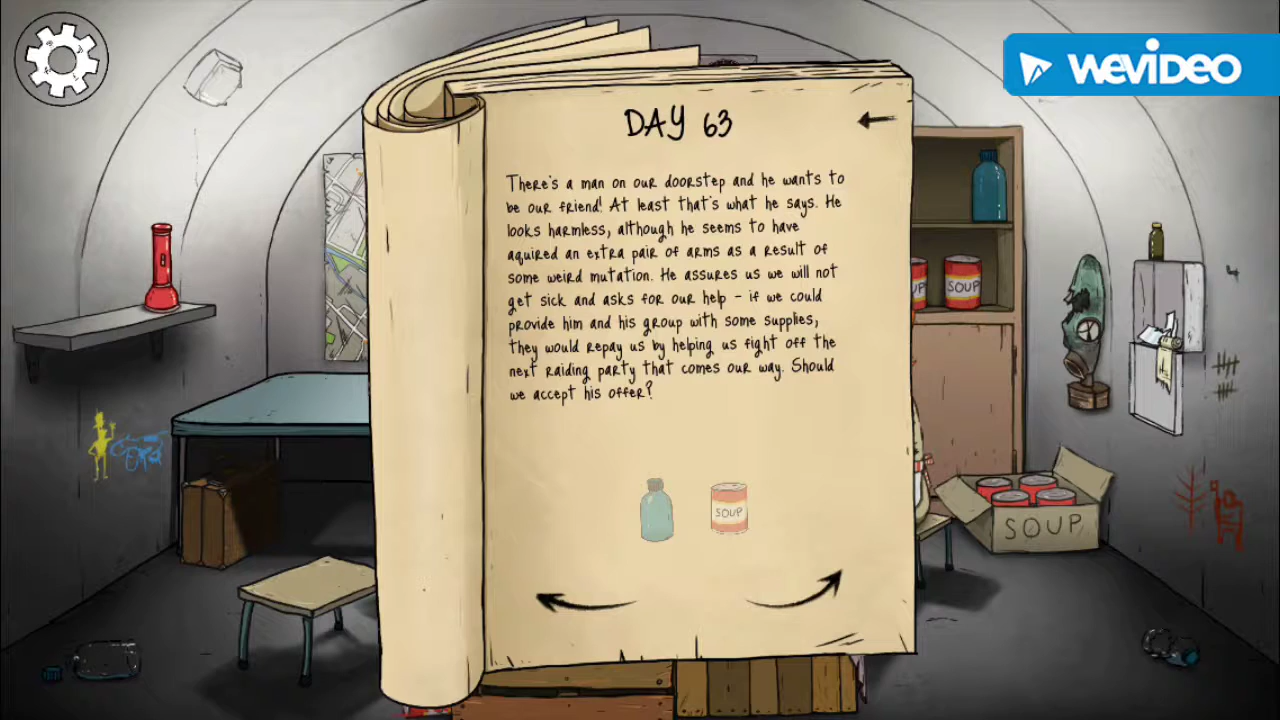 WEVIDEO
DAY 63
There's a man on our doorstep and he wants to
be our friend! At least that's what he says. He
looks harmless, although he seems to have
aquired an extra pair of arms as a result of
some weird mutation. He assures us we will not
get sick and asks for our help - if we could
provide him and his group with some supplies,
they would repay us by helping us fight off the
next raiding party that comes our way. Should
we accept his offer?
SOUP
UP
SOUP
SOUP